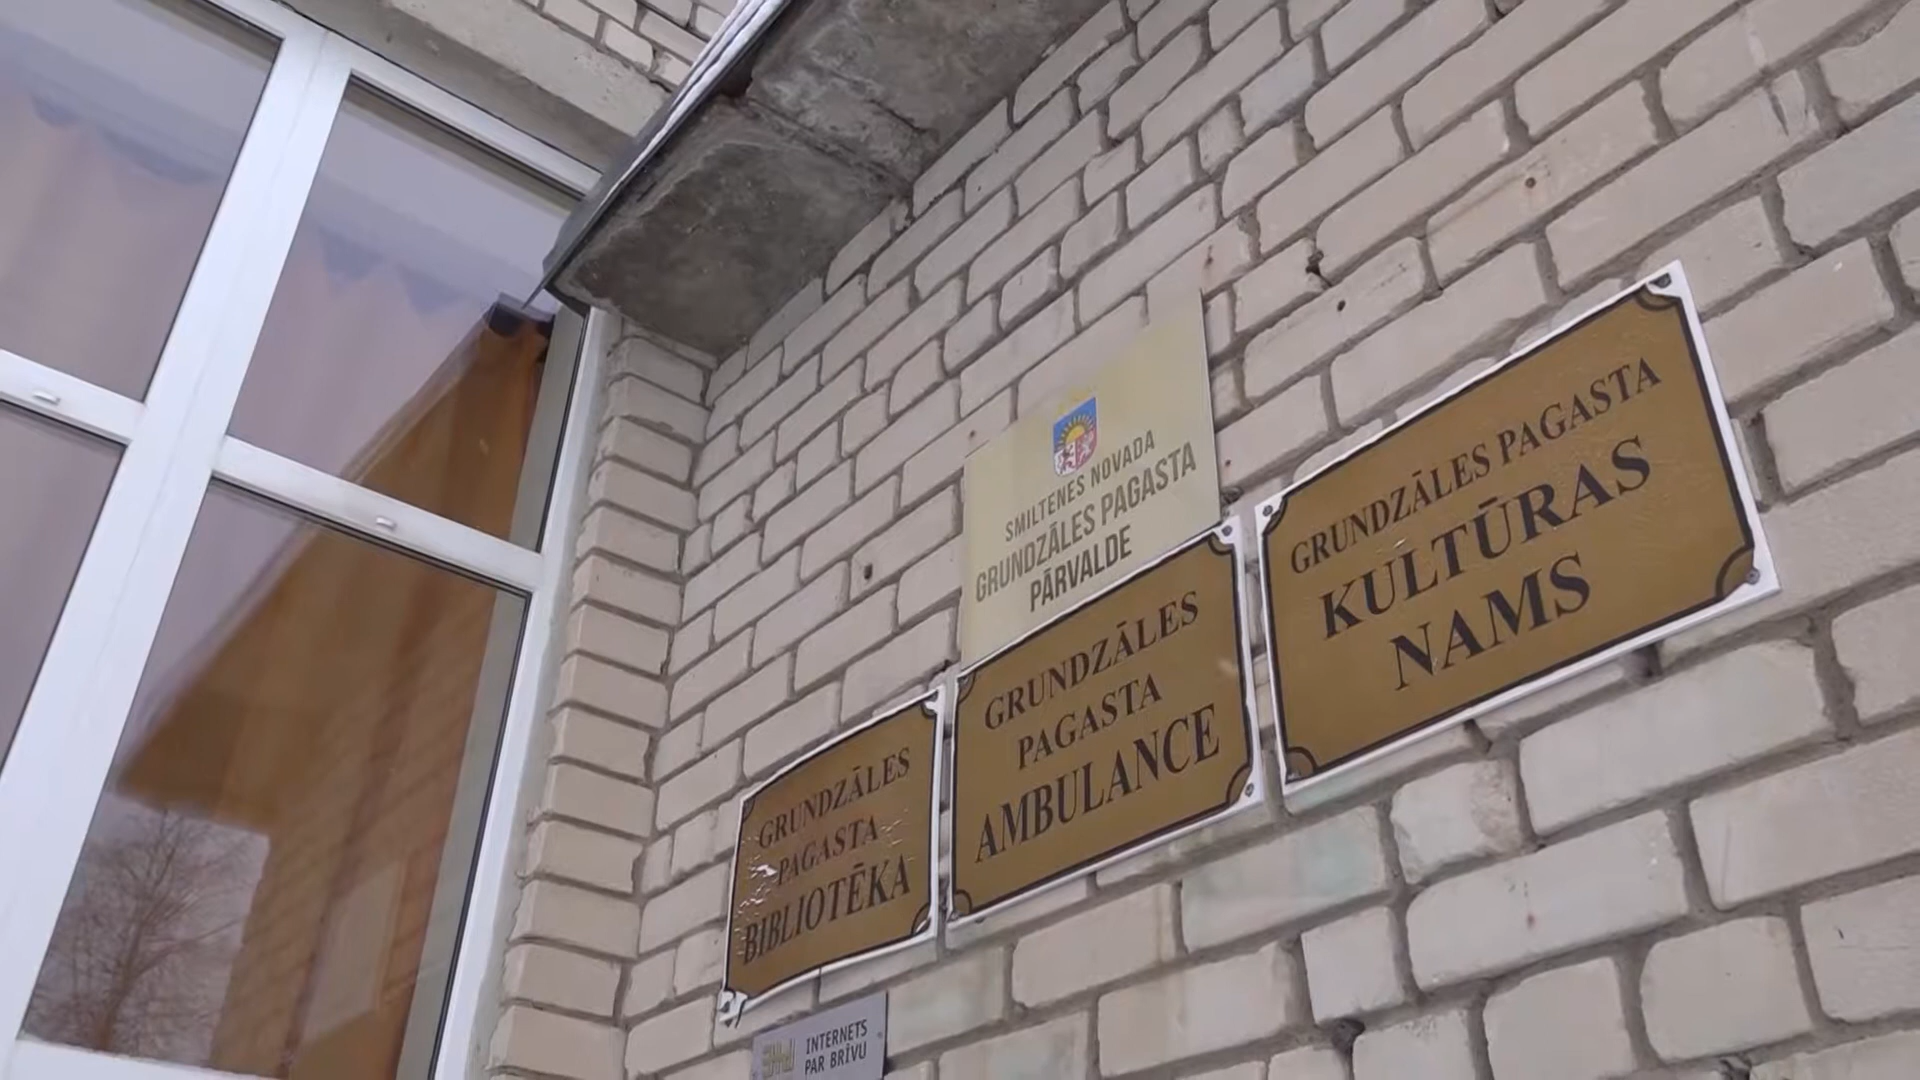 SMILTENES NOVADA
GRUNDZĀLES PAGASTA
PĀRVALDE
GRUNDZĀLES PAGASTA
KULTŪRAS
NAMS
GRUNDZĀLES
PAGASTA
AMBULANCE
GRUNDZĀLES
PAGASTA
BIBLIOTĒKA
INTERNETS
PAR BRĪVU